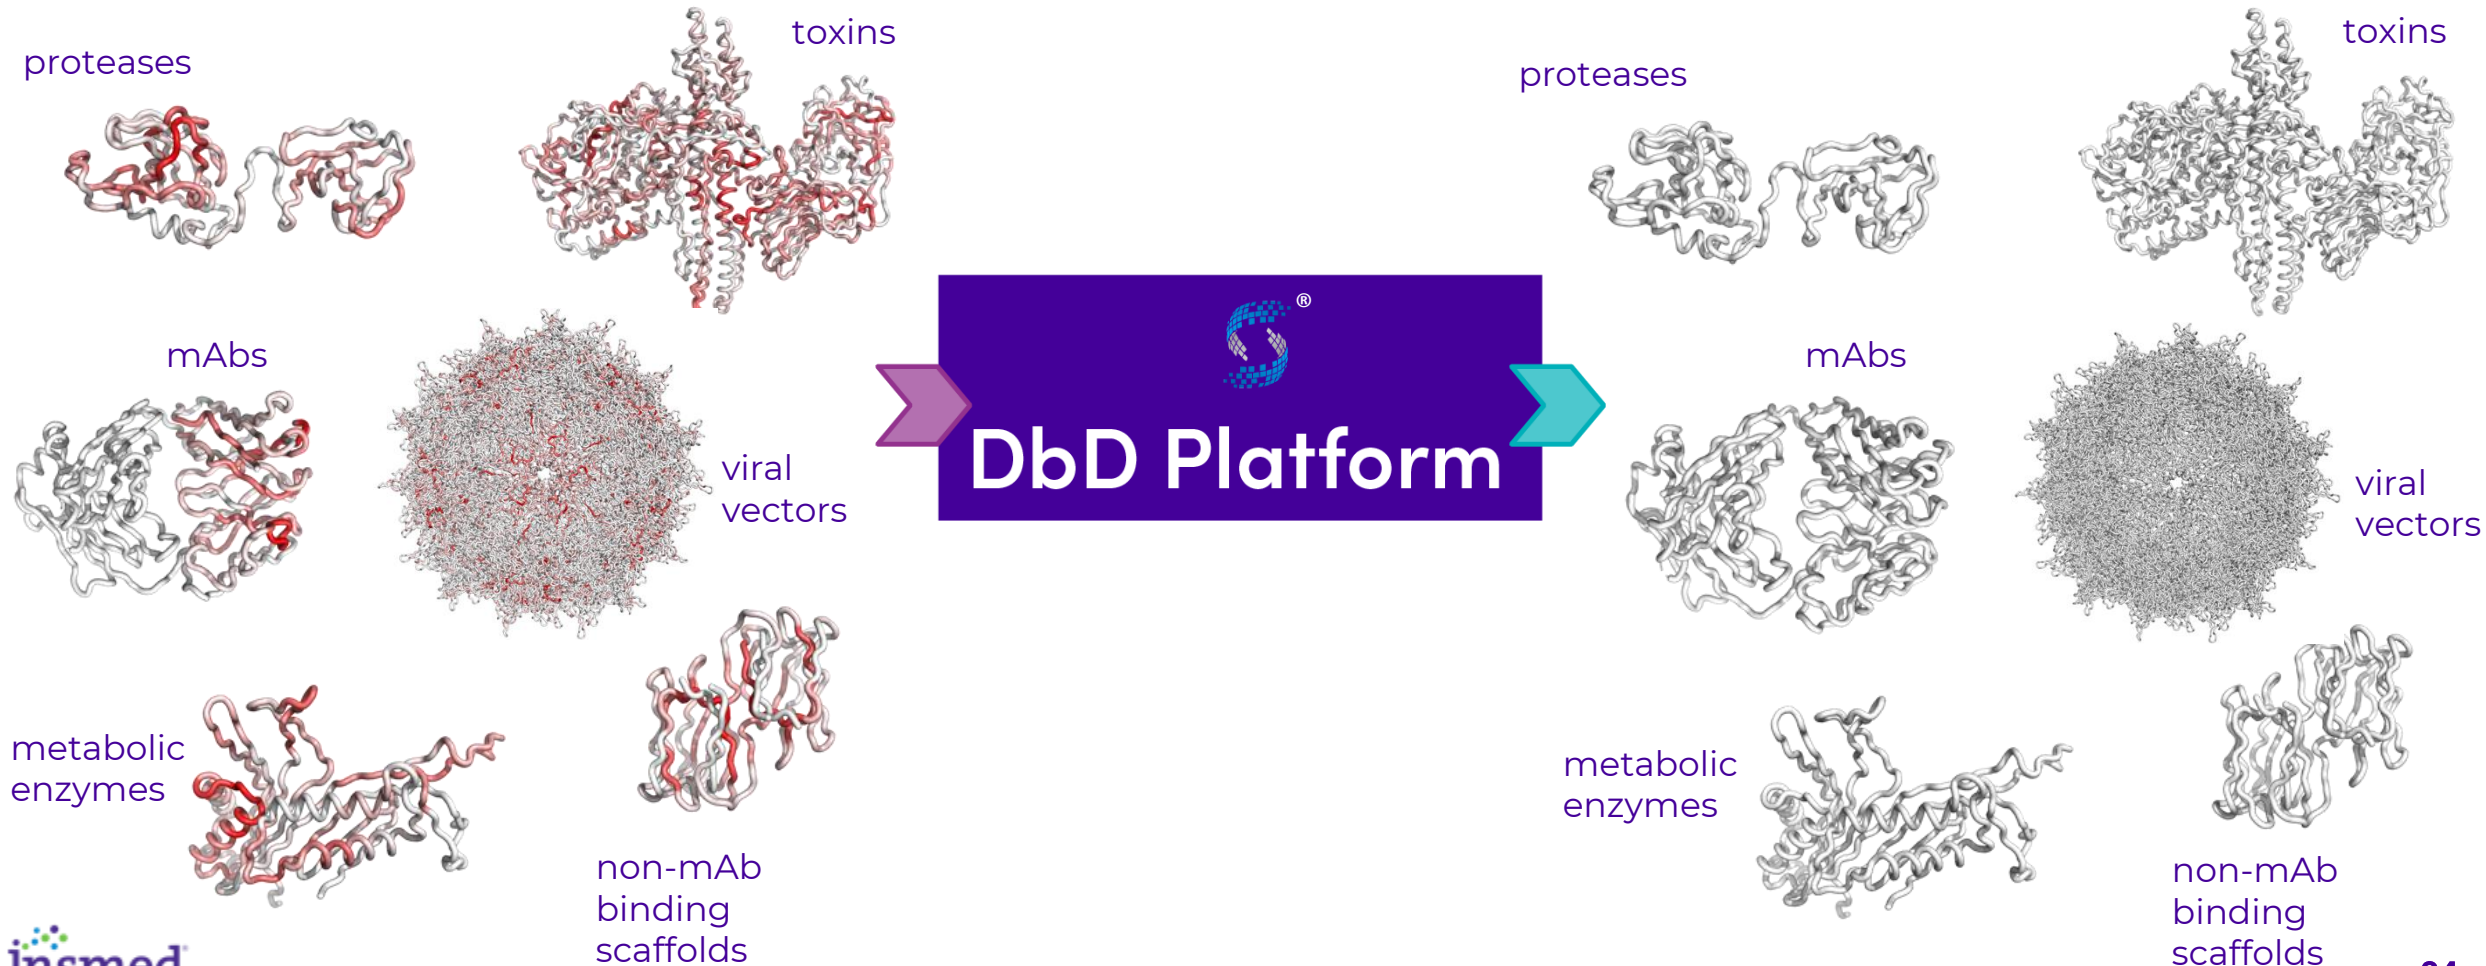 proteases
toxins
mAbs
viral
vectors
metabolic
enzymes
non-mAb
binding
scaffolds
®
DbD Platform
proteases
toxins
mAbs
viral
vectors
metabolic
enzymes
non-mAb
binding
scaffolds
insmed